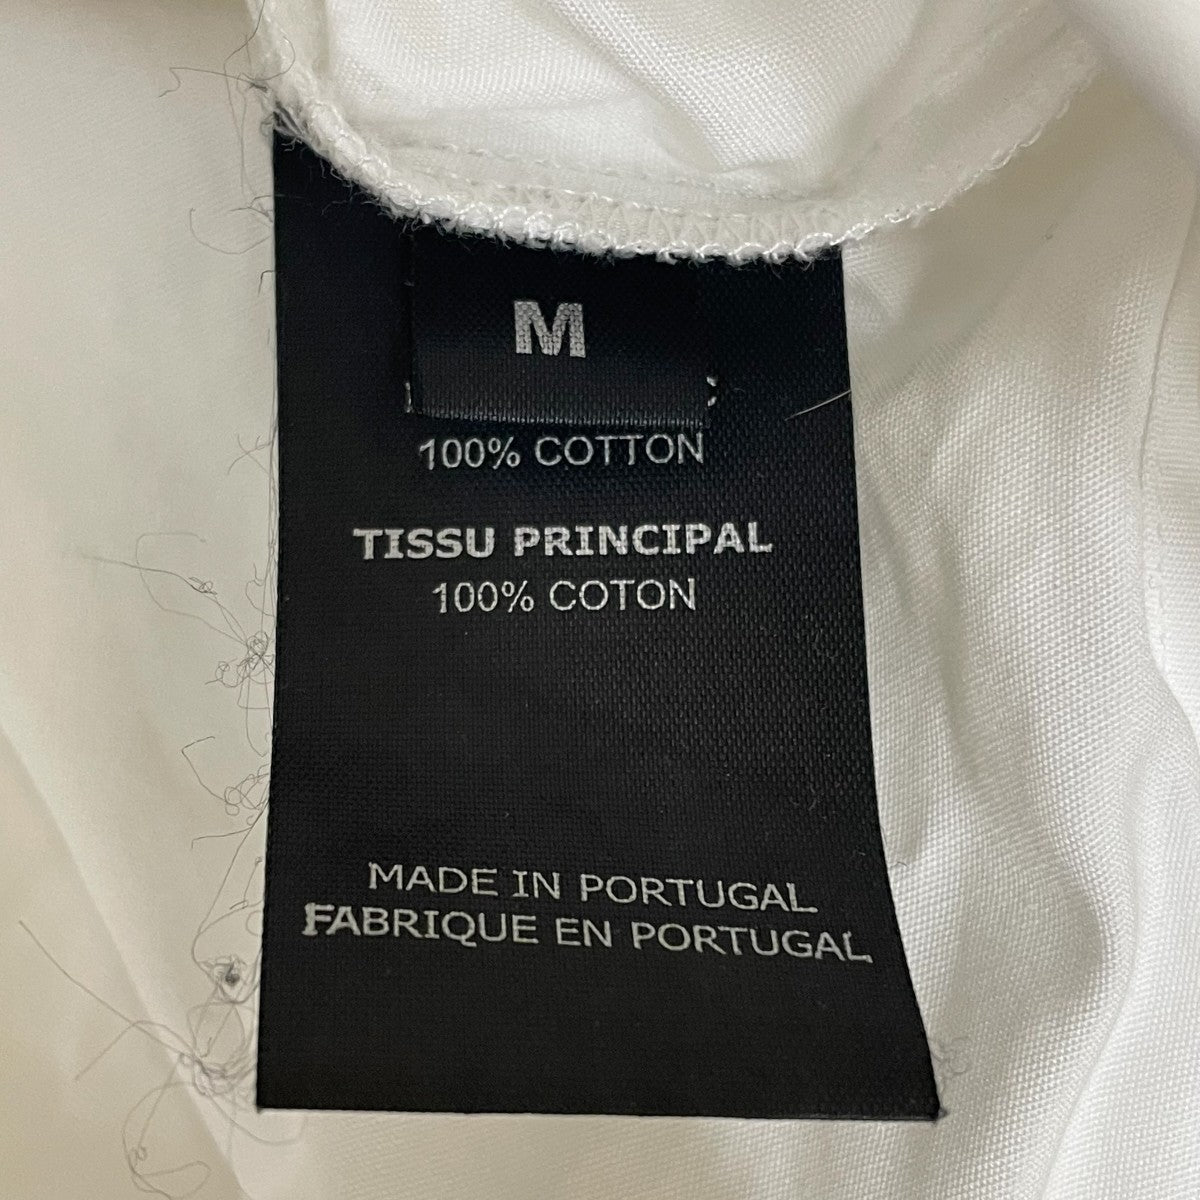 M
100% COTTON
TISSU PRINCIPAL
100% COTON
MADE IN PORTUGAL
FABRIQUE EN PORTUGAL